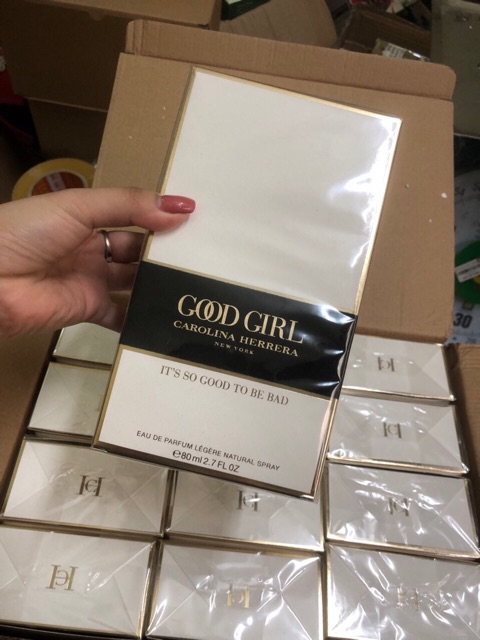 GOOD GIRL
CAROLINA HERRERA
NEW YORK
IT'S SO GOOD TO BE BAD
EAU DE PARFUM LÉGÈRE NATURAL SPRAY
℮80ml 2.7 FL OZ
30